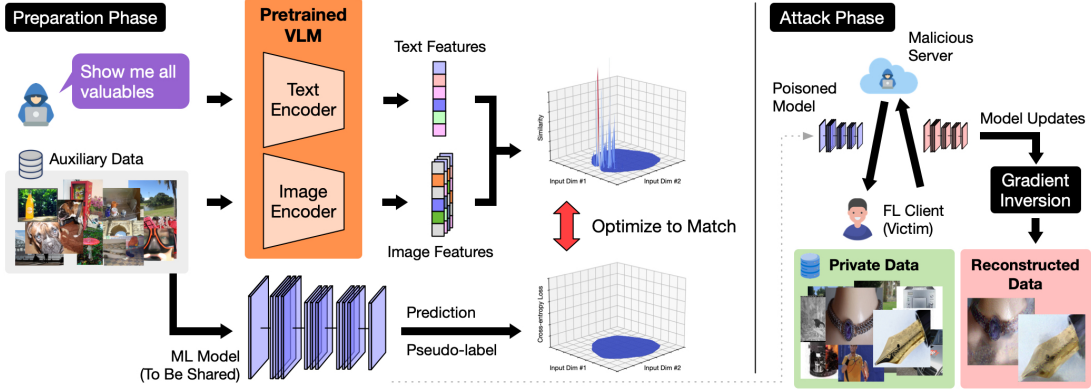 Preparation Phase
Show me all
valuables
Auxiliary Data
Pretrained
VLM
Text
Encoder
Image
Encoder
Text Features
Image Features
Similarity
Input Dim #1
Input Dim #2
Optimize to Match
Cross-entropy Loss
Input Dim #1
Input Dim #2
ML Model
(To Be Shared)
Prediction
Pseudo-label
Attack Phase
Malicious
Server
Poisoned
Model
Model Updates
Gradient
Inversion
FL Client
(Victim)
Private Data
Reconstructed
Data